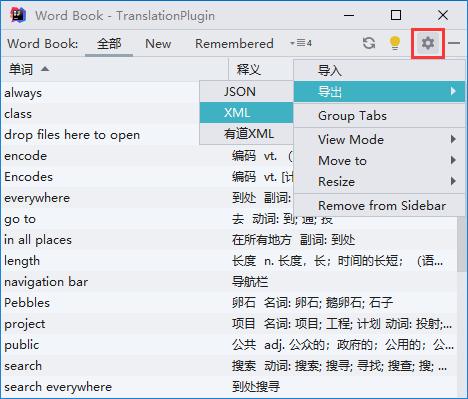 Word Book - TranslationPlugin
Word Book: 全部 New Remembered 4
单词 释义
导入
导出
JSON
XML
有道XML
Group Tabs
View Mode
Move to
Resize
Remove from Sidebar
always
class
drop files here to open
encode 编码 vt. （
Encodes 编码 vt. [计
everywhere 到处 副词:
go to 去 动词: 到; 通; 投
in all places 在所有地方 副词: 到处
length 长度 n. 长度，长；时间的长短；（语...
navigation bar 导航栏
Pebbles 卵石 名词: 卵石; 鹅卵石; 石子
project 项目 名词: 项目; 工程; 计划 动词: 投射;...
public 公共 adj. 公众的；政府的；公用的；公...
search 搜索 动词: 搜索; 搜寻; 寻找; 搜查; 搜; ...
search everywhere 到处搜寻